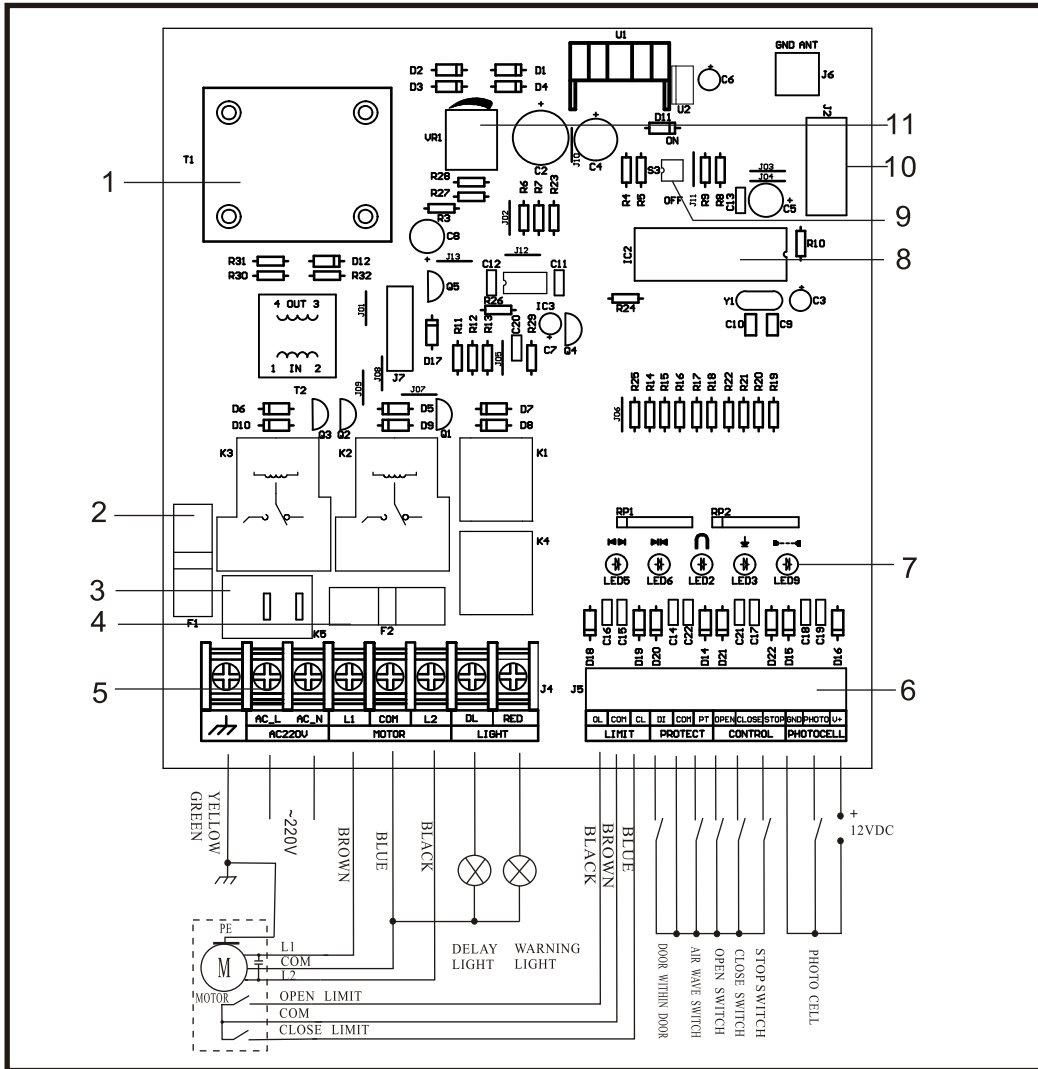 U1
GND ANT
D2
D1
J6
D3
D4
C6
U2
J2
VR1
D11
ON
11
T1
J10
C2
C4
10
1
R28
R27
R3
R6
R7
R23
R4
R5
S3
OFF
J11
R9
R8
J03
J04
C13
C5
9
J02
C8
R31
D12
R30
R32
J13
J12
C12
C11
IC2
R10
8
Q5
4 OUT 3
J01
R26
IC3
R24
Y1
C3
C10
C9
1 IN 2
T2
J09
J08
J7
D17
R11
R12
R13
J05
C20
R29
C7
Q4
J07
R25
R14
R15
R16
R17
R18
R22
R21
R20
R19
J06
D6
D10
Q3
Q2
D5
D9
Q1
D7
D8
K3
K2
K1
2
RP1
RP2
K4
3
LED5
LED6
LED2
LED3
LED9
7
4
F1
K5
F2
D18
C16
C15
D19
D20
C14
C22
D14
D21
C21
C17
D22
D15
C18
C19
D16
5
J4
J5
6
AC_L
AC_N
L1
COM
L2
DL
RED
AC220V
MOTOR
LIGHT
OL
COM
CL
DI
COM
PT
OPEN
CLOSE
STOP
GND
PHOTO
V+
LIMIT
PROTECT
CONTROL
PHOTOCELL
YELLOW
GREEN
~220V
BROWN
BLUE
BLACK
BLACK
BROWN
BLUE
+
12VDC
PE
M
MOTOR
L1
COM
L2
DELAY
LIGHT
WARNING
LIGHT
OPEN LIMIT
COM
CLOSE LIMIT
DOOR WITHIN DOOR
AIR WAVE SWITCH
OPEN SWITCH
CLOSE SWITCH
STOP SWITCH
PHOTO CELL